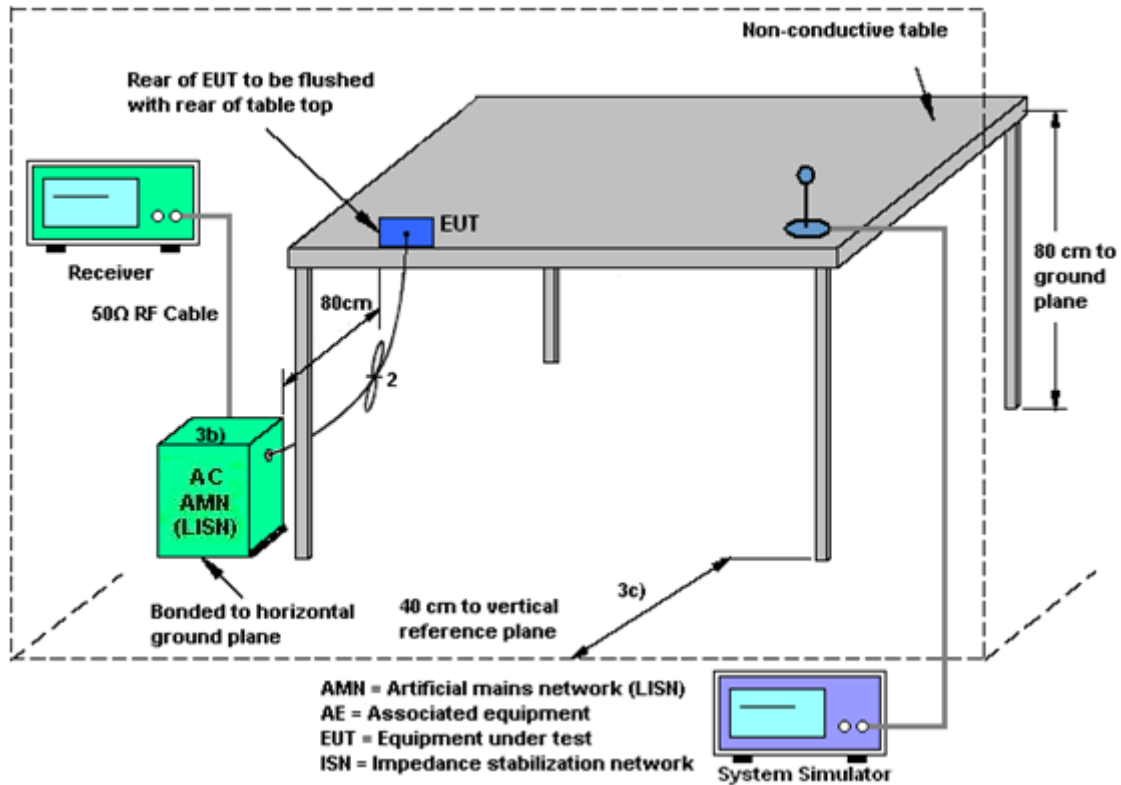 Non-conductive table
Rear of EUT to be flushed
with rear of table top
EUT
Receiver
80cm
80 cm to
ground
plane
50Ω RF Cable
2
3b)
AC
AMN
(LISN)
3c)
40 cm to vertical
reference plane
Bonded to horizontal
ground plane
AMN = Artificial mains network (LISN)
AE = Associated equipment
EUT = Equipment under test
ISN = Impedance stabilization network
System Simulator